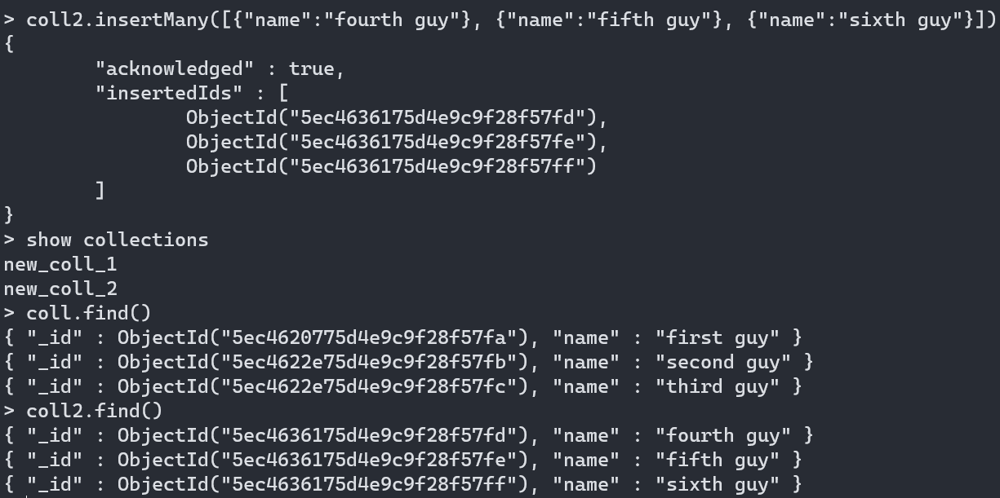 > coll2.insertMany([{"name":"fourth guy"}, {"name":"fifth guy"}, {"name":"sixth guy"}])
{
        "acknowledged" : true,
        "insertedIds" : [
                ObjectId("5ec4636175d4e9c9f28f57fd"),
                ObjectId("5ec4636175d4e9c9f28f57fe"),
                ObjectId("5ec4636175d4e9c9f28f57ff")
        ]
}
> show collections
new_coll_1
new_coll_2
> coll.find()
{ "_id" : ObjectId("5ec4620775d4e9c9f28f57fa"), "name" : "first guy" }
{ "_id" : ObjectId("5ec4622e75d4e9c9f28f57fb"), "name" : "second guy" }
{ "_id" : ObjectId("5ec4622e75d4e9c9f28f57fc"), "name" : "third guy" }
> coll2.find()
{ "_id" : ObjectId("5ec4636175d4e9c9f28f57fd"), "name" : "fourth guy" }
{ "_id" : ObjectId("5ec4636175d4e9c9f28f57fe"), "name" : "fifth guy" }
{ "_id" : ObjectId("5ec4636175d4e9c9f28f57ff"), "name" : "sixth guy" }